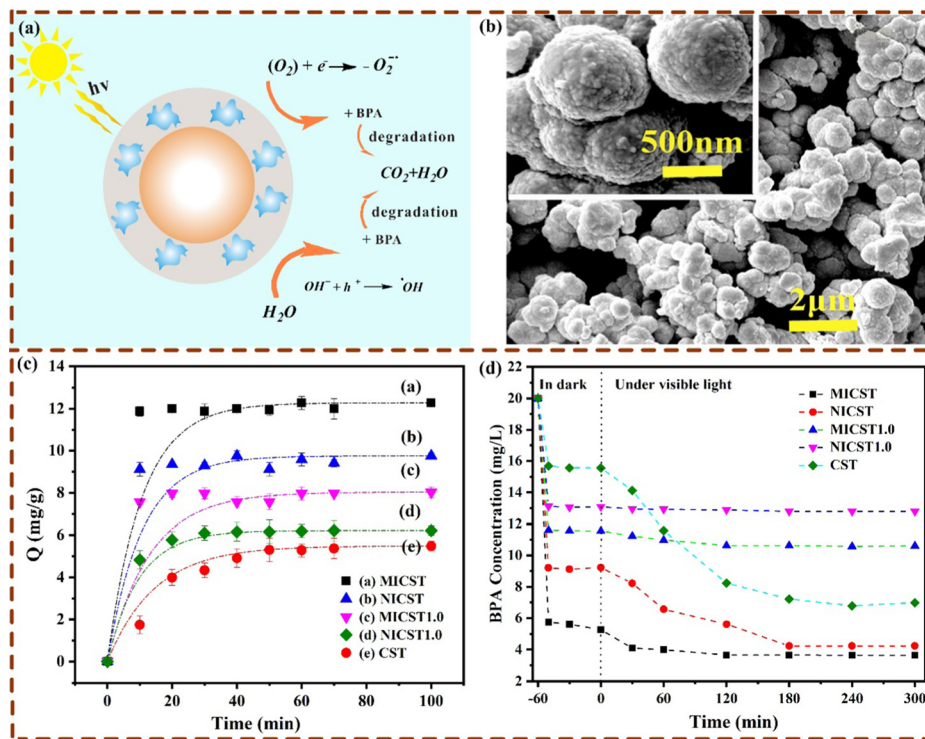 (a)
hv
(O2) + e- → - O2-·
+ BPA
degradation
CO2+H2O
degradation
+ BPA
OH- + h + → ·OH
H2O
(b)
500nm
2μm
(c)
Q (mg/g)
14
12
10
8
6
4
2
0
(a)
(b)
(c)
(d)
(e)
(a) MICST
(b) NICST
(c) MICST1.0
(d) NICST1.0
(e) CST
0 20 40 60 80 100
Time (min)
(d)
BPA Concentration (mg/L)
22
20
18
16
14
12
10
8
6
4
2
In dark
Under visible light
MICST
NICST
MICST1.0
NICST1.0
CST
-60 0 60 120 180 240 300
Time (min)